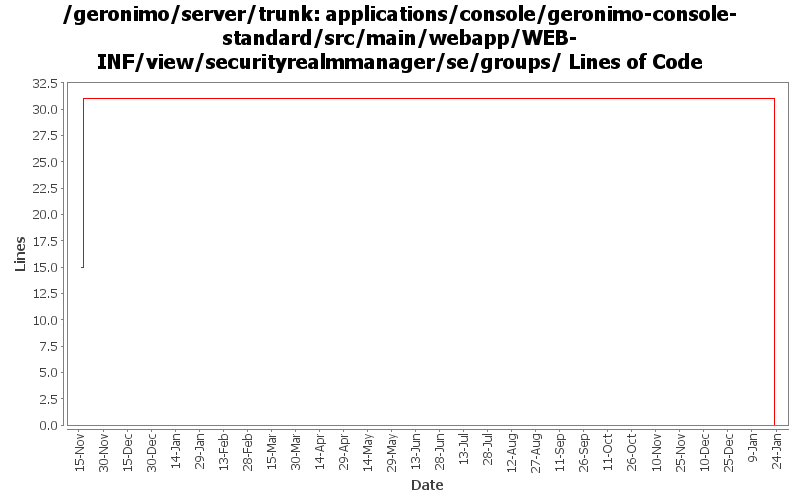 /geronimo/server/trunk: applications/console/geronimo-console-
standard/src/main/webapp/WEB-
INF/view/securityrealmmanager/se/groups/ Lines of Code
32.5
30.0
27.5
25.0
22.5
20.0
17.5
15.0
12.5
10.0
7.5
5.0
2.5
0.0
Lines
15-Nov
30-Nov
15-Dec
30-Dec
14-Jan
29-Jan
13-Feb
28-Feb
15-Mar
30-Mar
14-Apr
29-Apr
14-May
29-May
13-Jun
28-Jun
13-Jul
28-Jul
12-Aug
27-Aug
11-Sep
26-Sep
11-Oct
26-Oct
10-Nov
25-Nov
10-Dec
25-Dec
9-Jan
24-Jan
Date